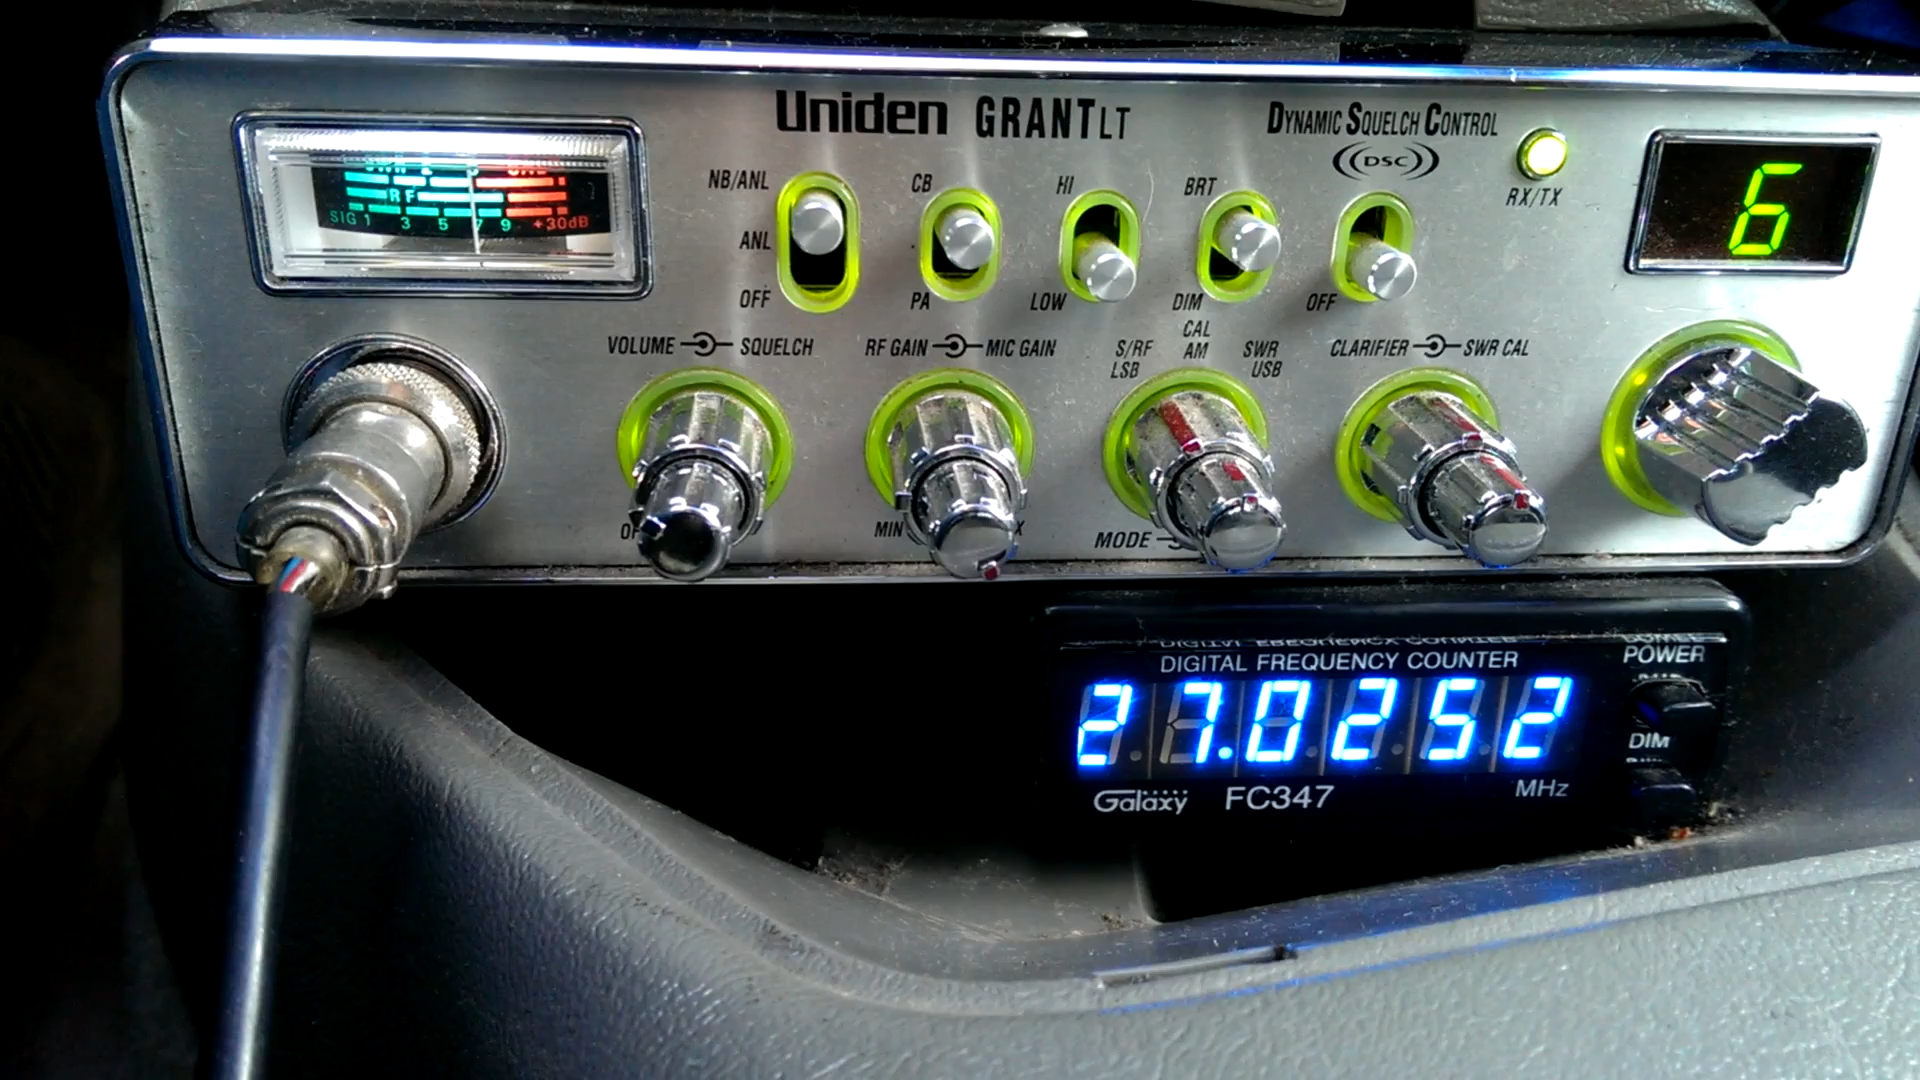 Uniden GRANT LT
DYNAMIC SQUELCH CONTROL
DSC
RX/TX
6
RF
SIG 1 3 5 7 9 +30dB
NB/ANL
ANL
OFF
CB
PA
HI
LOW
BRT
DIM
OFF
VOLUME SQUELCH
RF GAIN MIC GAIN
MIN
S/RF
LSB
CAL
AM
SWR
USB
MODE
CLARIFIER SWR CAL
DIGITAL FREQUENCY COUNTER
27.0252
MHz
Galaxy FC347
POWER
DIM